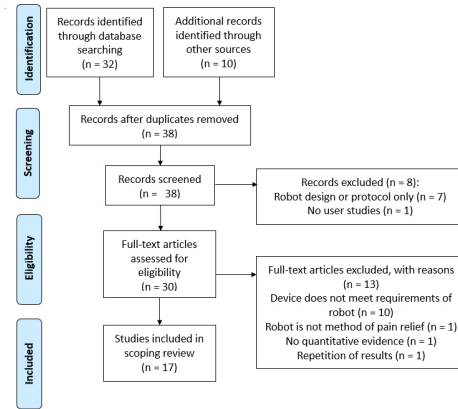 Identification
Records identified
through database
searching
(n = 32)
Additional records
identified through
other sources
(n = 10)
Screening
Records after duplicates removed
(n = 38)
Records screened
(n = 38)
Records excluded (n = 8):
Robot design or protocol only (n = 7)
No user studies (n = 1)
Eligibility
Full-text articles
assessed for
eligibility
(n = 30)
Full-text articles excluded, with reasons
(n = 13)
Device does not meet requirements of
robot (n = 10)
Robot is not method of pain relief (n = 1)
No quantitative evidence (n = 1)
Repetition of results (n = 1)
Included
Studies included in
scoping review
(n = 17)